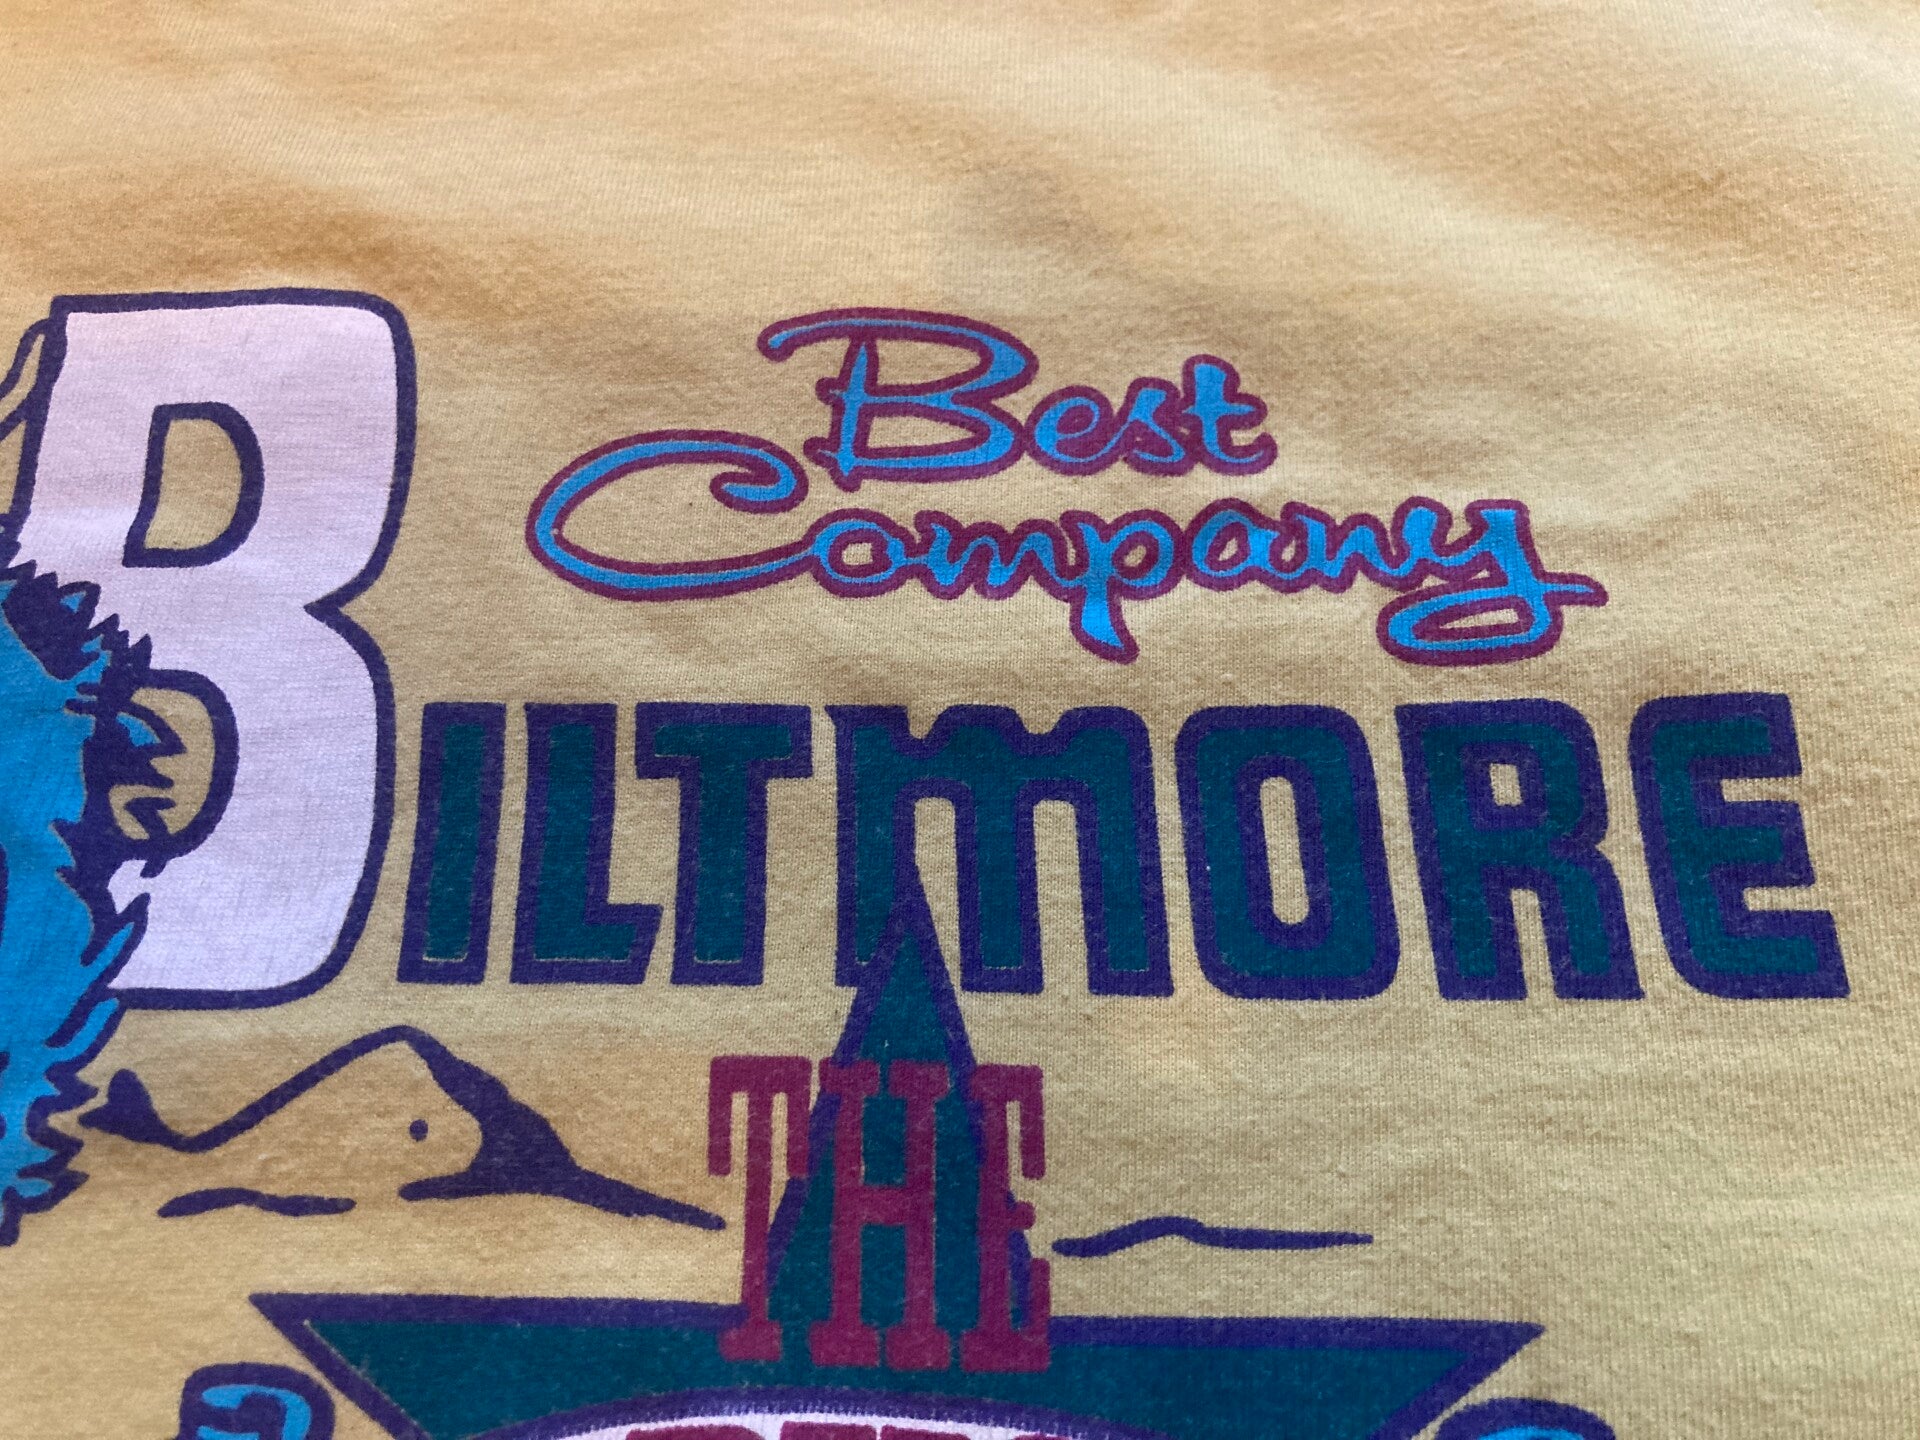 Best
Company
BILTMORE
THE